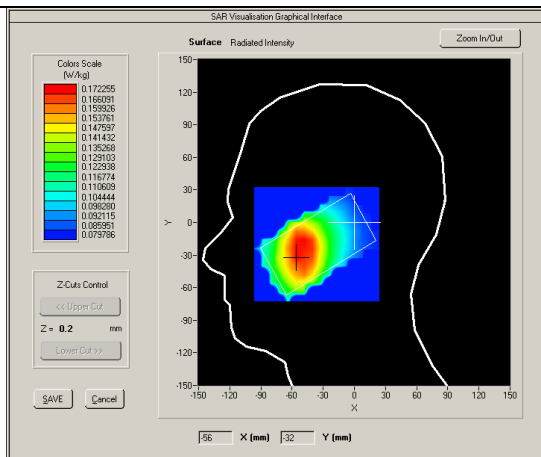 SAR Visualisation Graphical Interface
Surface Radiated Intensity
Zoom In/Out
Colors Scale
(W/kg)
0.172255
0.166091
0.159926
0.153761
0.147597
0.141432
0.135268
0.129103
0.122938
0.116774
0.110609
0.104444
0.098280
0.092115
0.085951
0.079786
150
120
90
60
30
0
-30
-60
-90
-120
-150
Y
-150 -120 -90 -60 -30 0 30 60 90 120 150
X
Z-Cuts Control
<< Upper Cut
Z = 0.2 mm
Lower Cut >>
SAVE Cancel
-56 X (mm) -32 Y (mm)